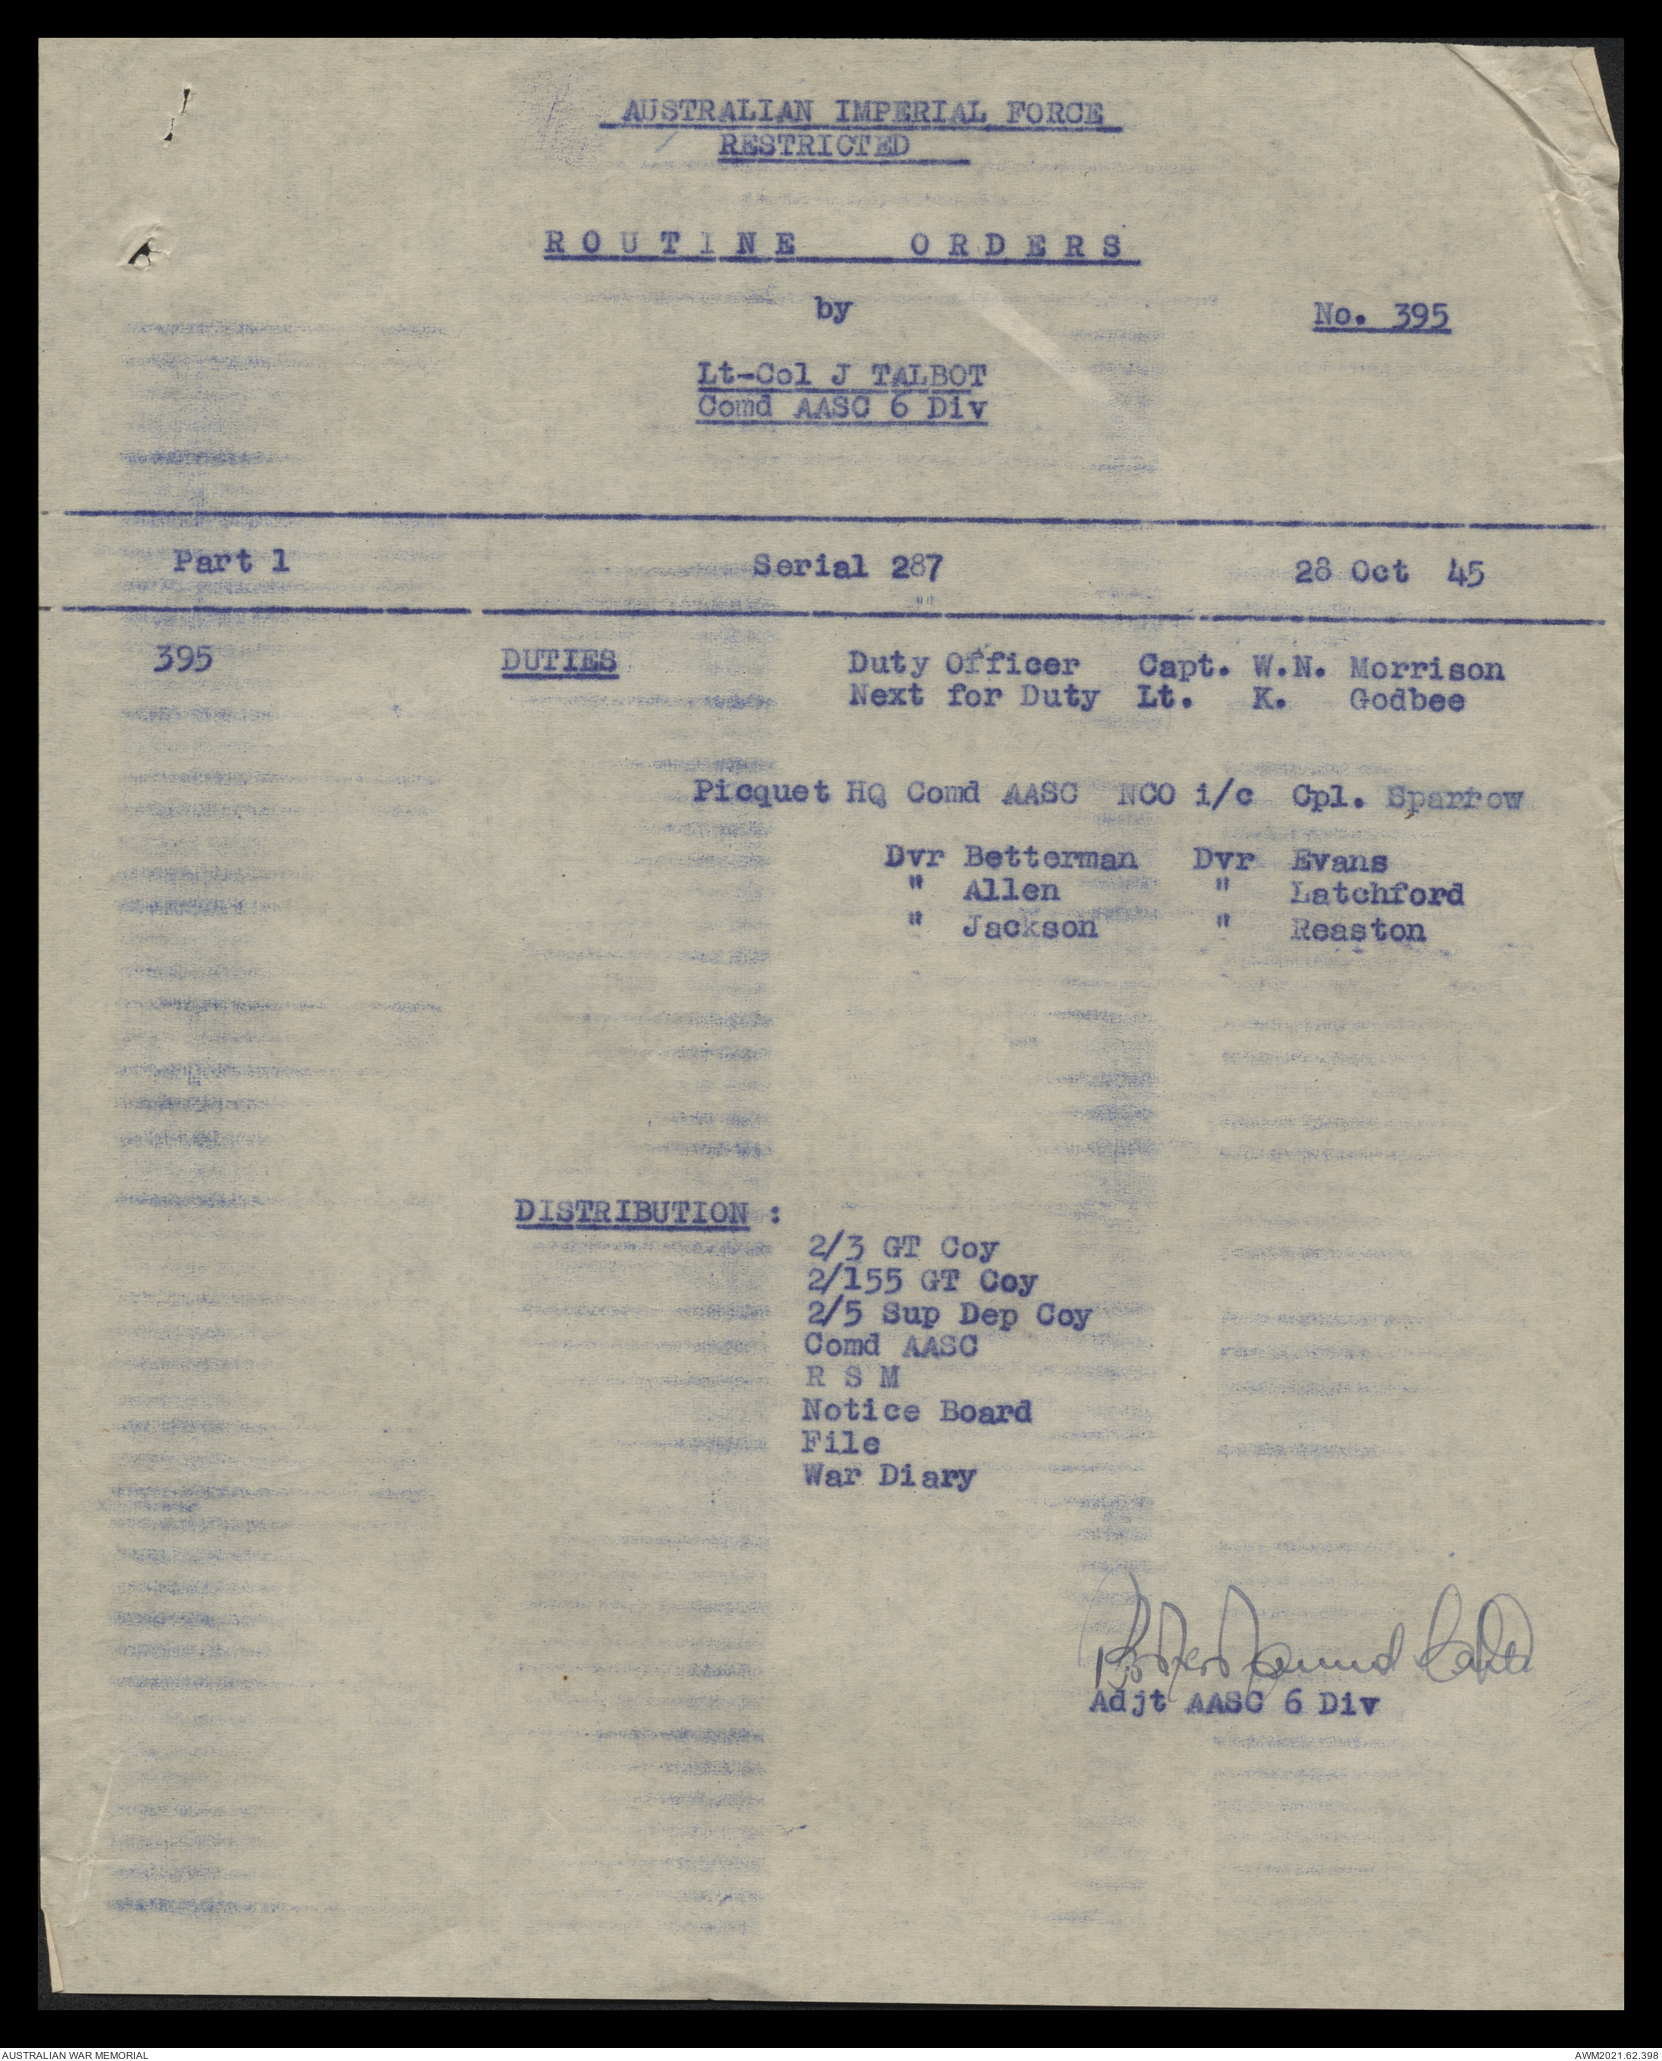 AUSTRALIAN IMPERIAL FORCE
RESTRICTED
ROUTINE ORDERS
by
No. 395
Lt-Col J TALBOT
Comd AASC 6 Div
Part 1 Serial 287 28 Oct 45
395 DUTIES Duty Officer Capt. W.N. Morrison
Next for Duty Lt. K. Godbee
Picquet HQ Comd AASC NCO i/c Cpl. Sparrow
Dvr Betterman Dvr Evans
" Allen " Latchford
" Jackson " Reaston
DISTRIBUTION :
2/3 GT Coy
2/155 GT Coy
2/5 Sup Dep Coy
Comd AASC
R S M
Notice Board
File
War Diary
Adjt AASC 6 Div
AUSTRALIAN WAR MEMORIAL AWM2021.62.398